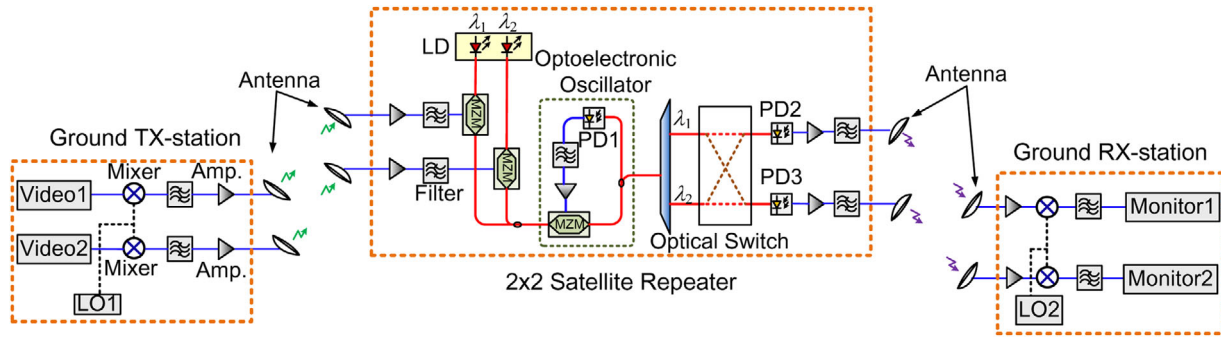 λ1 λ2
LD
Optoelectronic
Oscillator
Antenna
Antenna
MZM
PD1
λ1
PD2
Ground TX-station
Ground RX-station
Mixer
Amp.
Video1
MZM
Filter
PD3
Monitor1
λ2
Video2
MZM
Optical Switch
Mixer
Amp.
Monitor2
2x2 Satellite Repeater
LO1
LO2